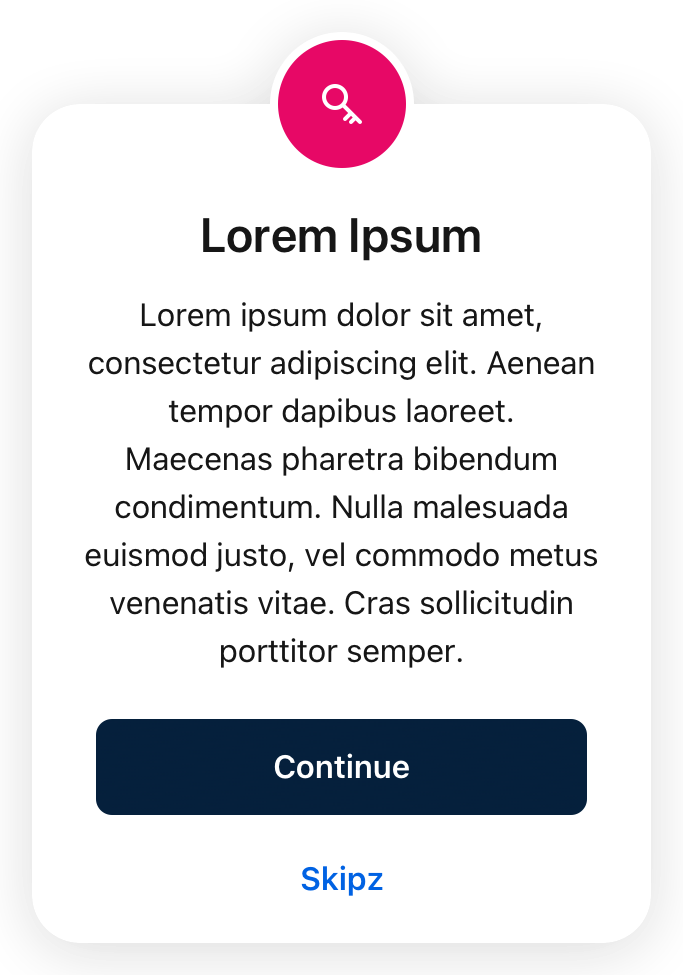 Lorem Ipsum
Lorem ipsum dolor sit amet,
consectetur adipiscing elit. Aenean
tempor dapibus laoreet.
Maecenas pharetra bibendum
condimentum. Nulla malesuada
euismod justo, vel commodo metus
venenatis vitae. Cras sollicitudin
porttitor semper.
Continue
Skipz